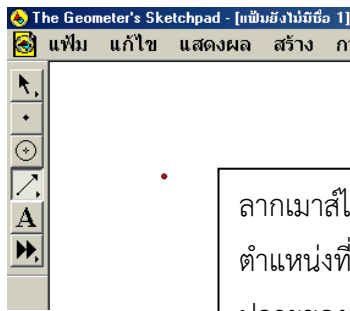 The Geometer's Sketchpad - [แฟ้มยังไม่มีชื่อ 1]
แฟ้ม แก้ไข แสดงผล สร้าง
A
ลากเมาส์ไ
ตำแหน่งที่